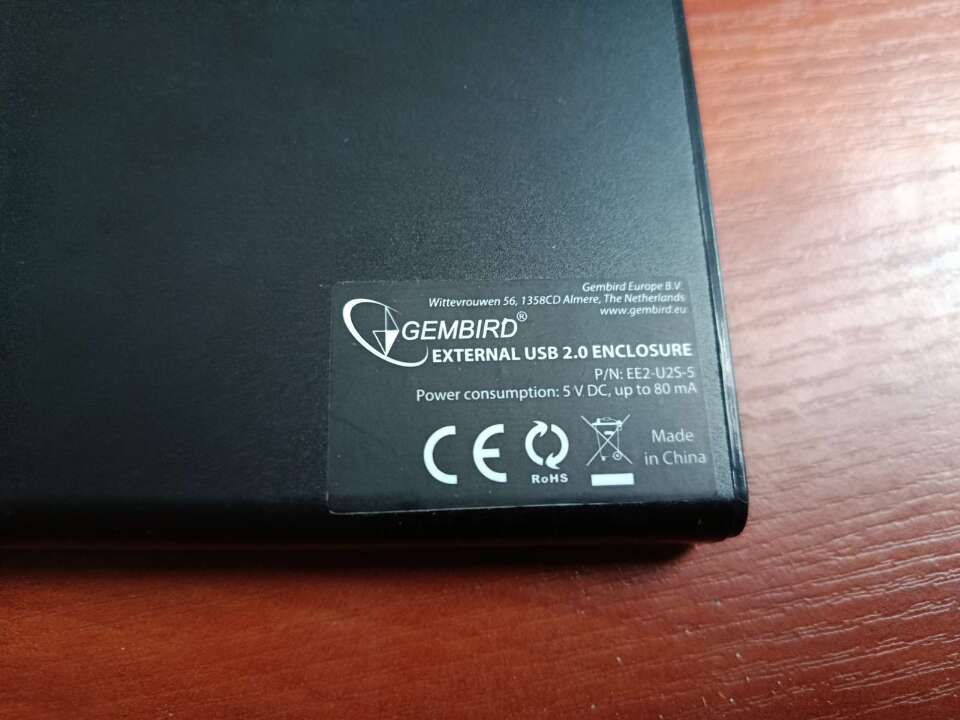 Gembird Europe B.V.
Wittevrouwen 56, 1358CD Almere, The Netherlands
www.gembird.eu
GEMBIRD®
EXTERNAL USB 2.0 ENCLOSURE
P/N: EE2-U2S-5
Power consumption: 5 V DC, up to 80 mA
CE
RoHS
Made
in China